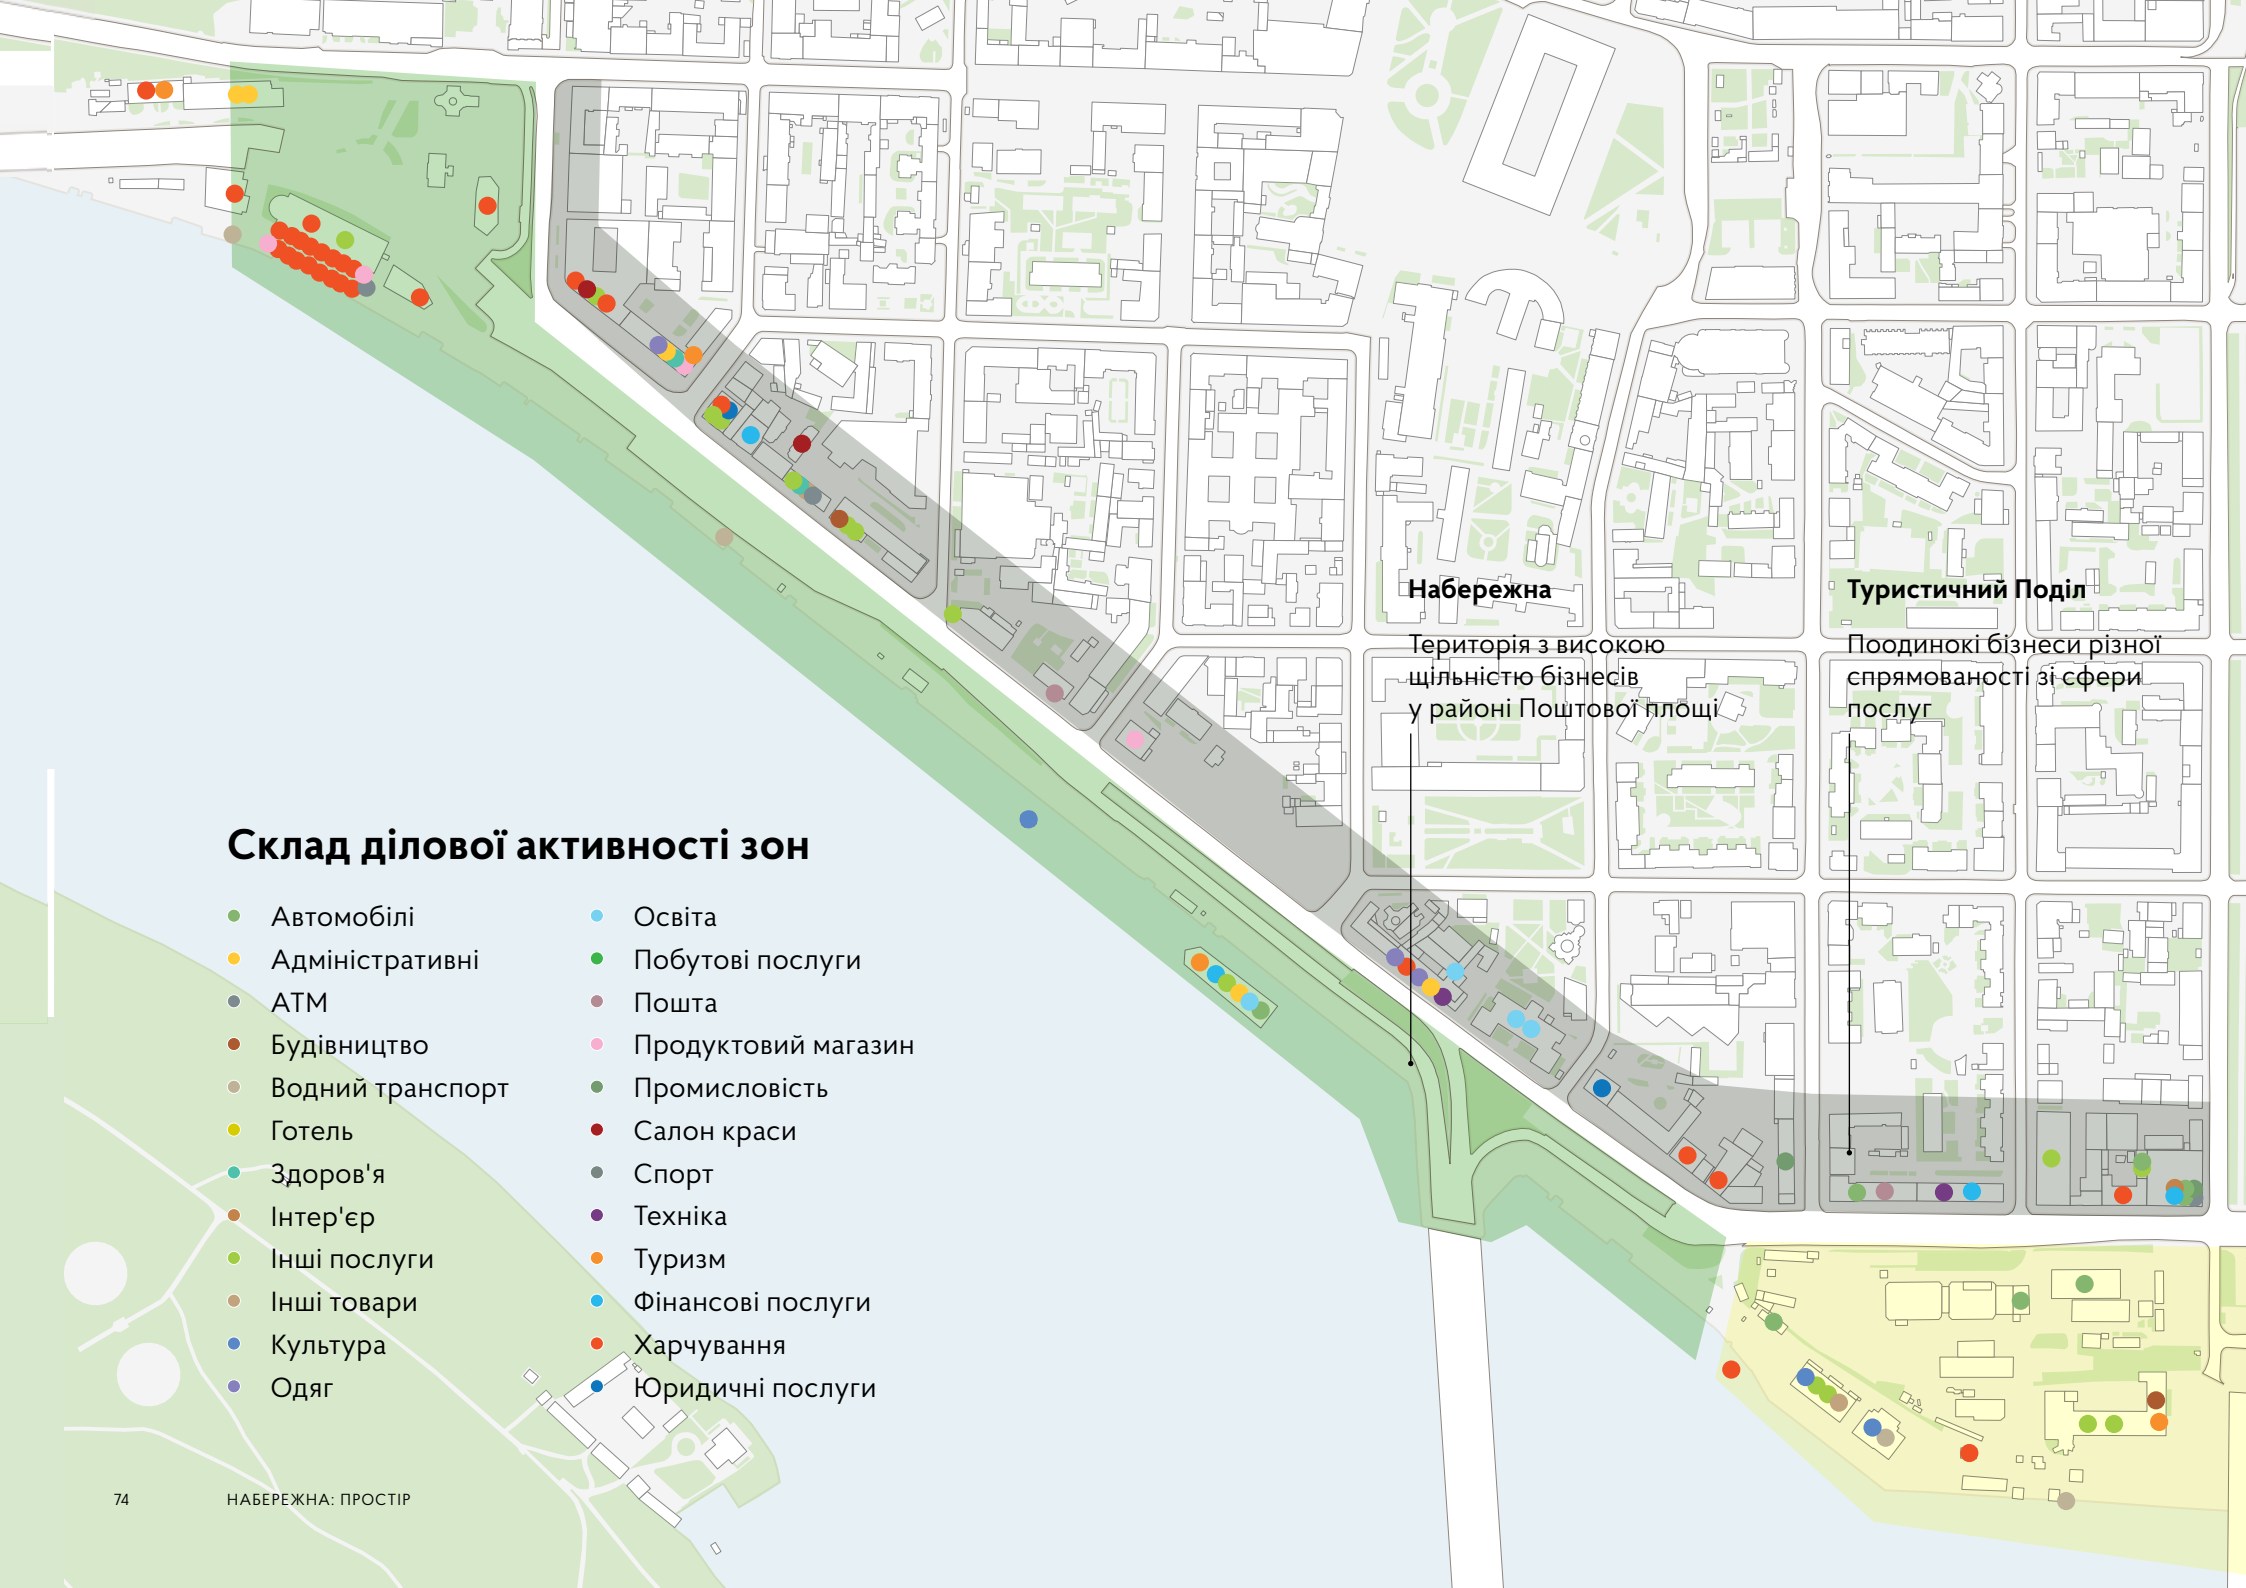 Набережна
Територія з високою
щільністю бізнесів
у районі Поштової площі
Туристичний Поділ
Поодинокі бізнеси різної
спрямованості зі сфери
послуг
Склад ділової активності зон
Автомобілі
Адміністративні
АТМ
Будівництво
Водний транспорт
Готель
Здоров'я
Інтер'єр
Інші послуги
Інші товари
Культура
Одяг
Освіта
Побутові послуги
Пошта
Продуктовий магазин
Промисловість
Салон краси
Спорт
Техніка
Туризм
Фінансові послуги
Харчування
Юридичні послуги
74 НАБЕРЕЖНА: ПРОСТІР